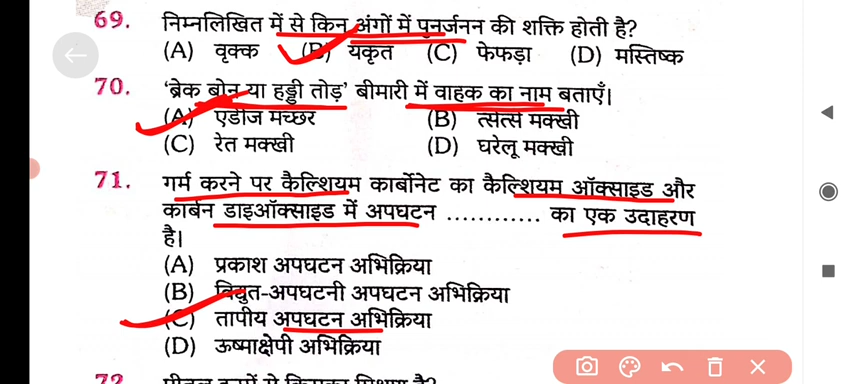 69. निम्नलिखित में से किन अंगों में पुनर्जनन की शक्ति होती है?
(A) वृक्क (B) यकृत (C) फेफड़ा (D) मस्तिष्क
70. 'ब्रेक बोन या हड्डी तोड़' बीमारी में वाहक का नाम बताएँ।
(A) एडीज मच्छर (B) त्सेत्से मक्खी
(C) रेत मक्खी (D) घरेलू मक्खी
71. गर्म करने पर कैल्शियम कार्बोनेट का कैल्शियम ऑक्साइड और
कार्बन डाइऑक्साइड में अपघटन ............ का एक उदाहरण
है।
(A) प्रकाश अपघटन अभिक्रिया
(B) विद्युत-अपघटनी अपघटन अभिक्रिया
(C) तापीय अपघटन अभिक्रिया
(D) ऊष्माक्षेपी अभिक्रिया